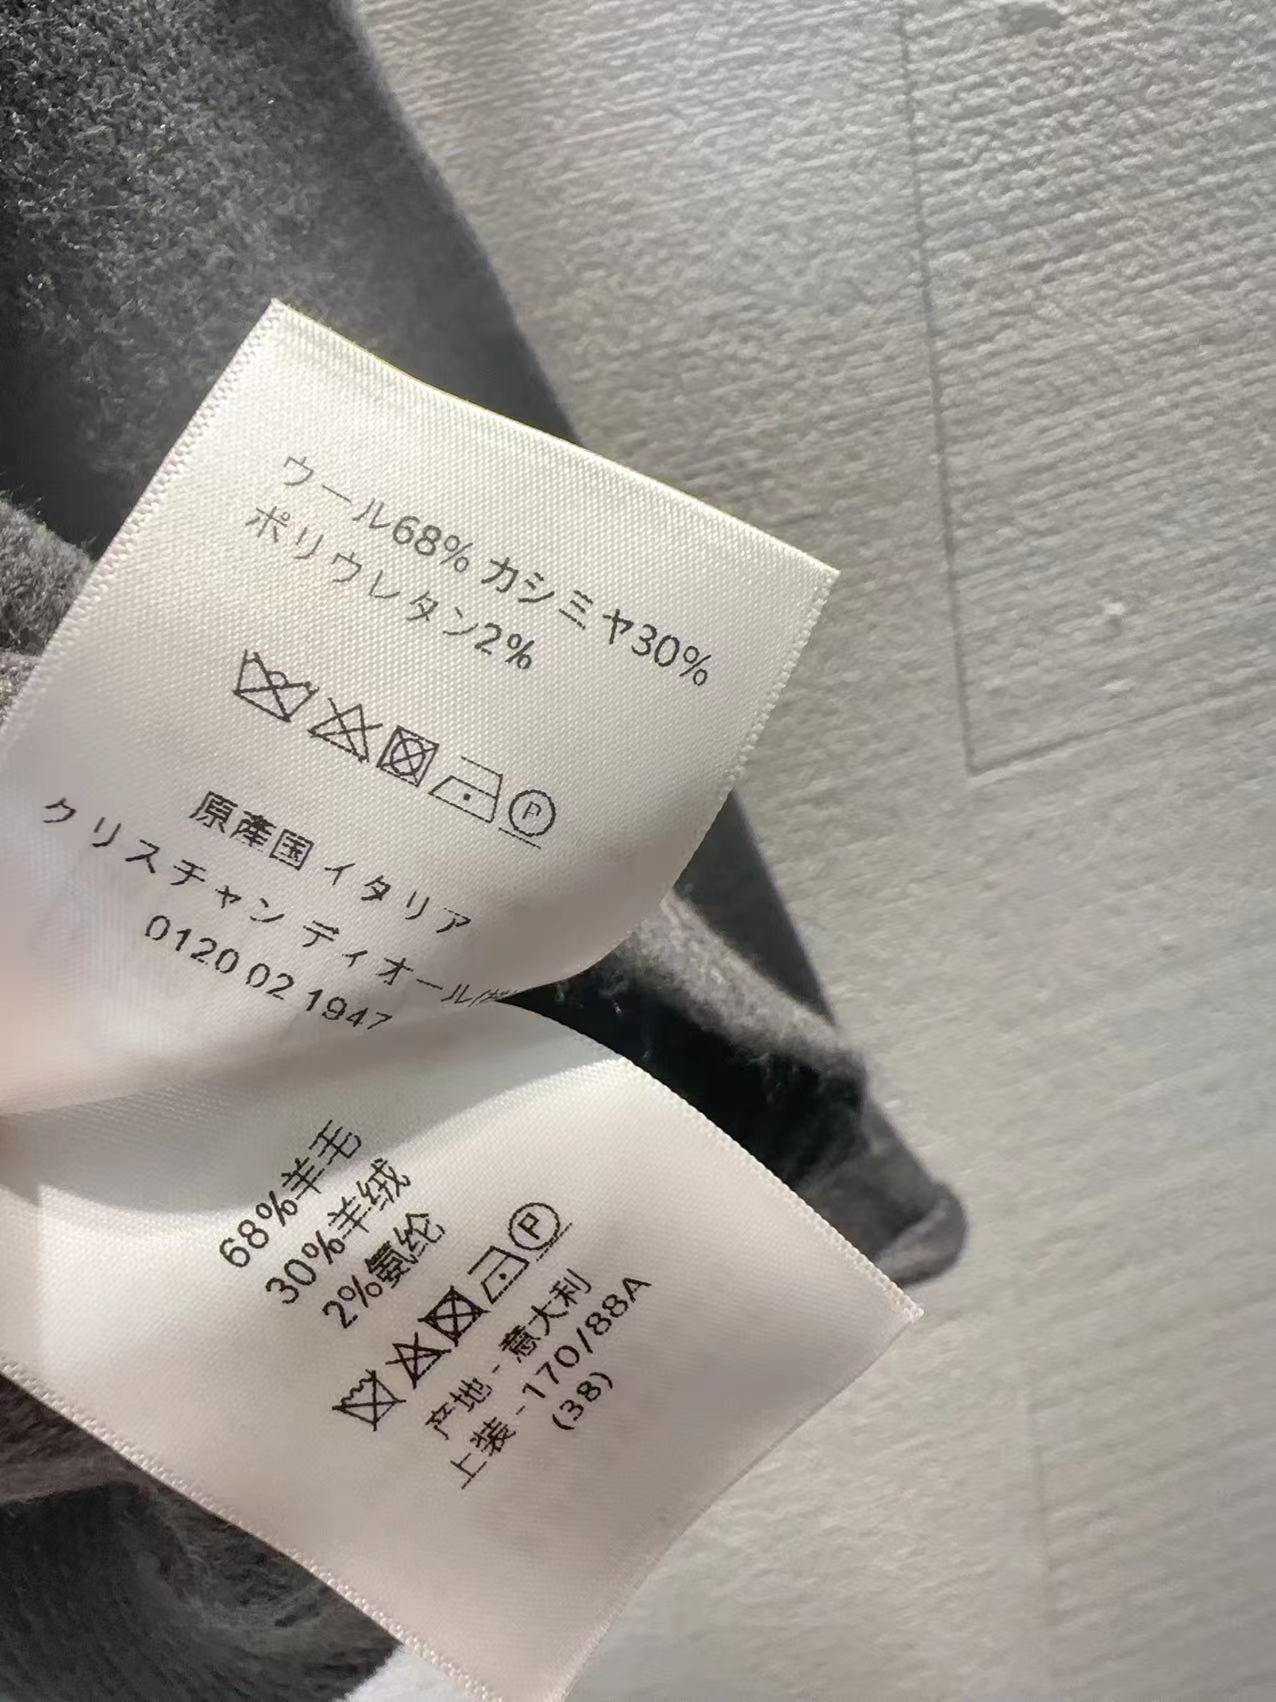 ウール68% カシミヤ30%
ポリウレタン2%
P
原産国 イタリア
クリスチャン ディオール
0120 02 1947
68%羊毛
30%羊绒
2%氨纶
P
产地 - 意大利
上装 - 170/88A
(38)